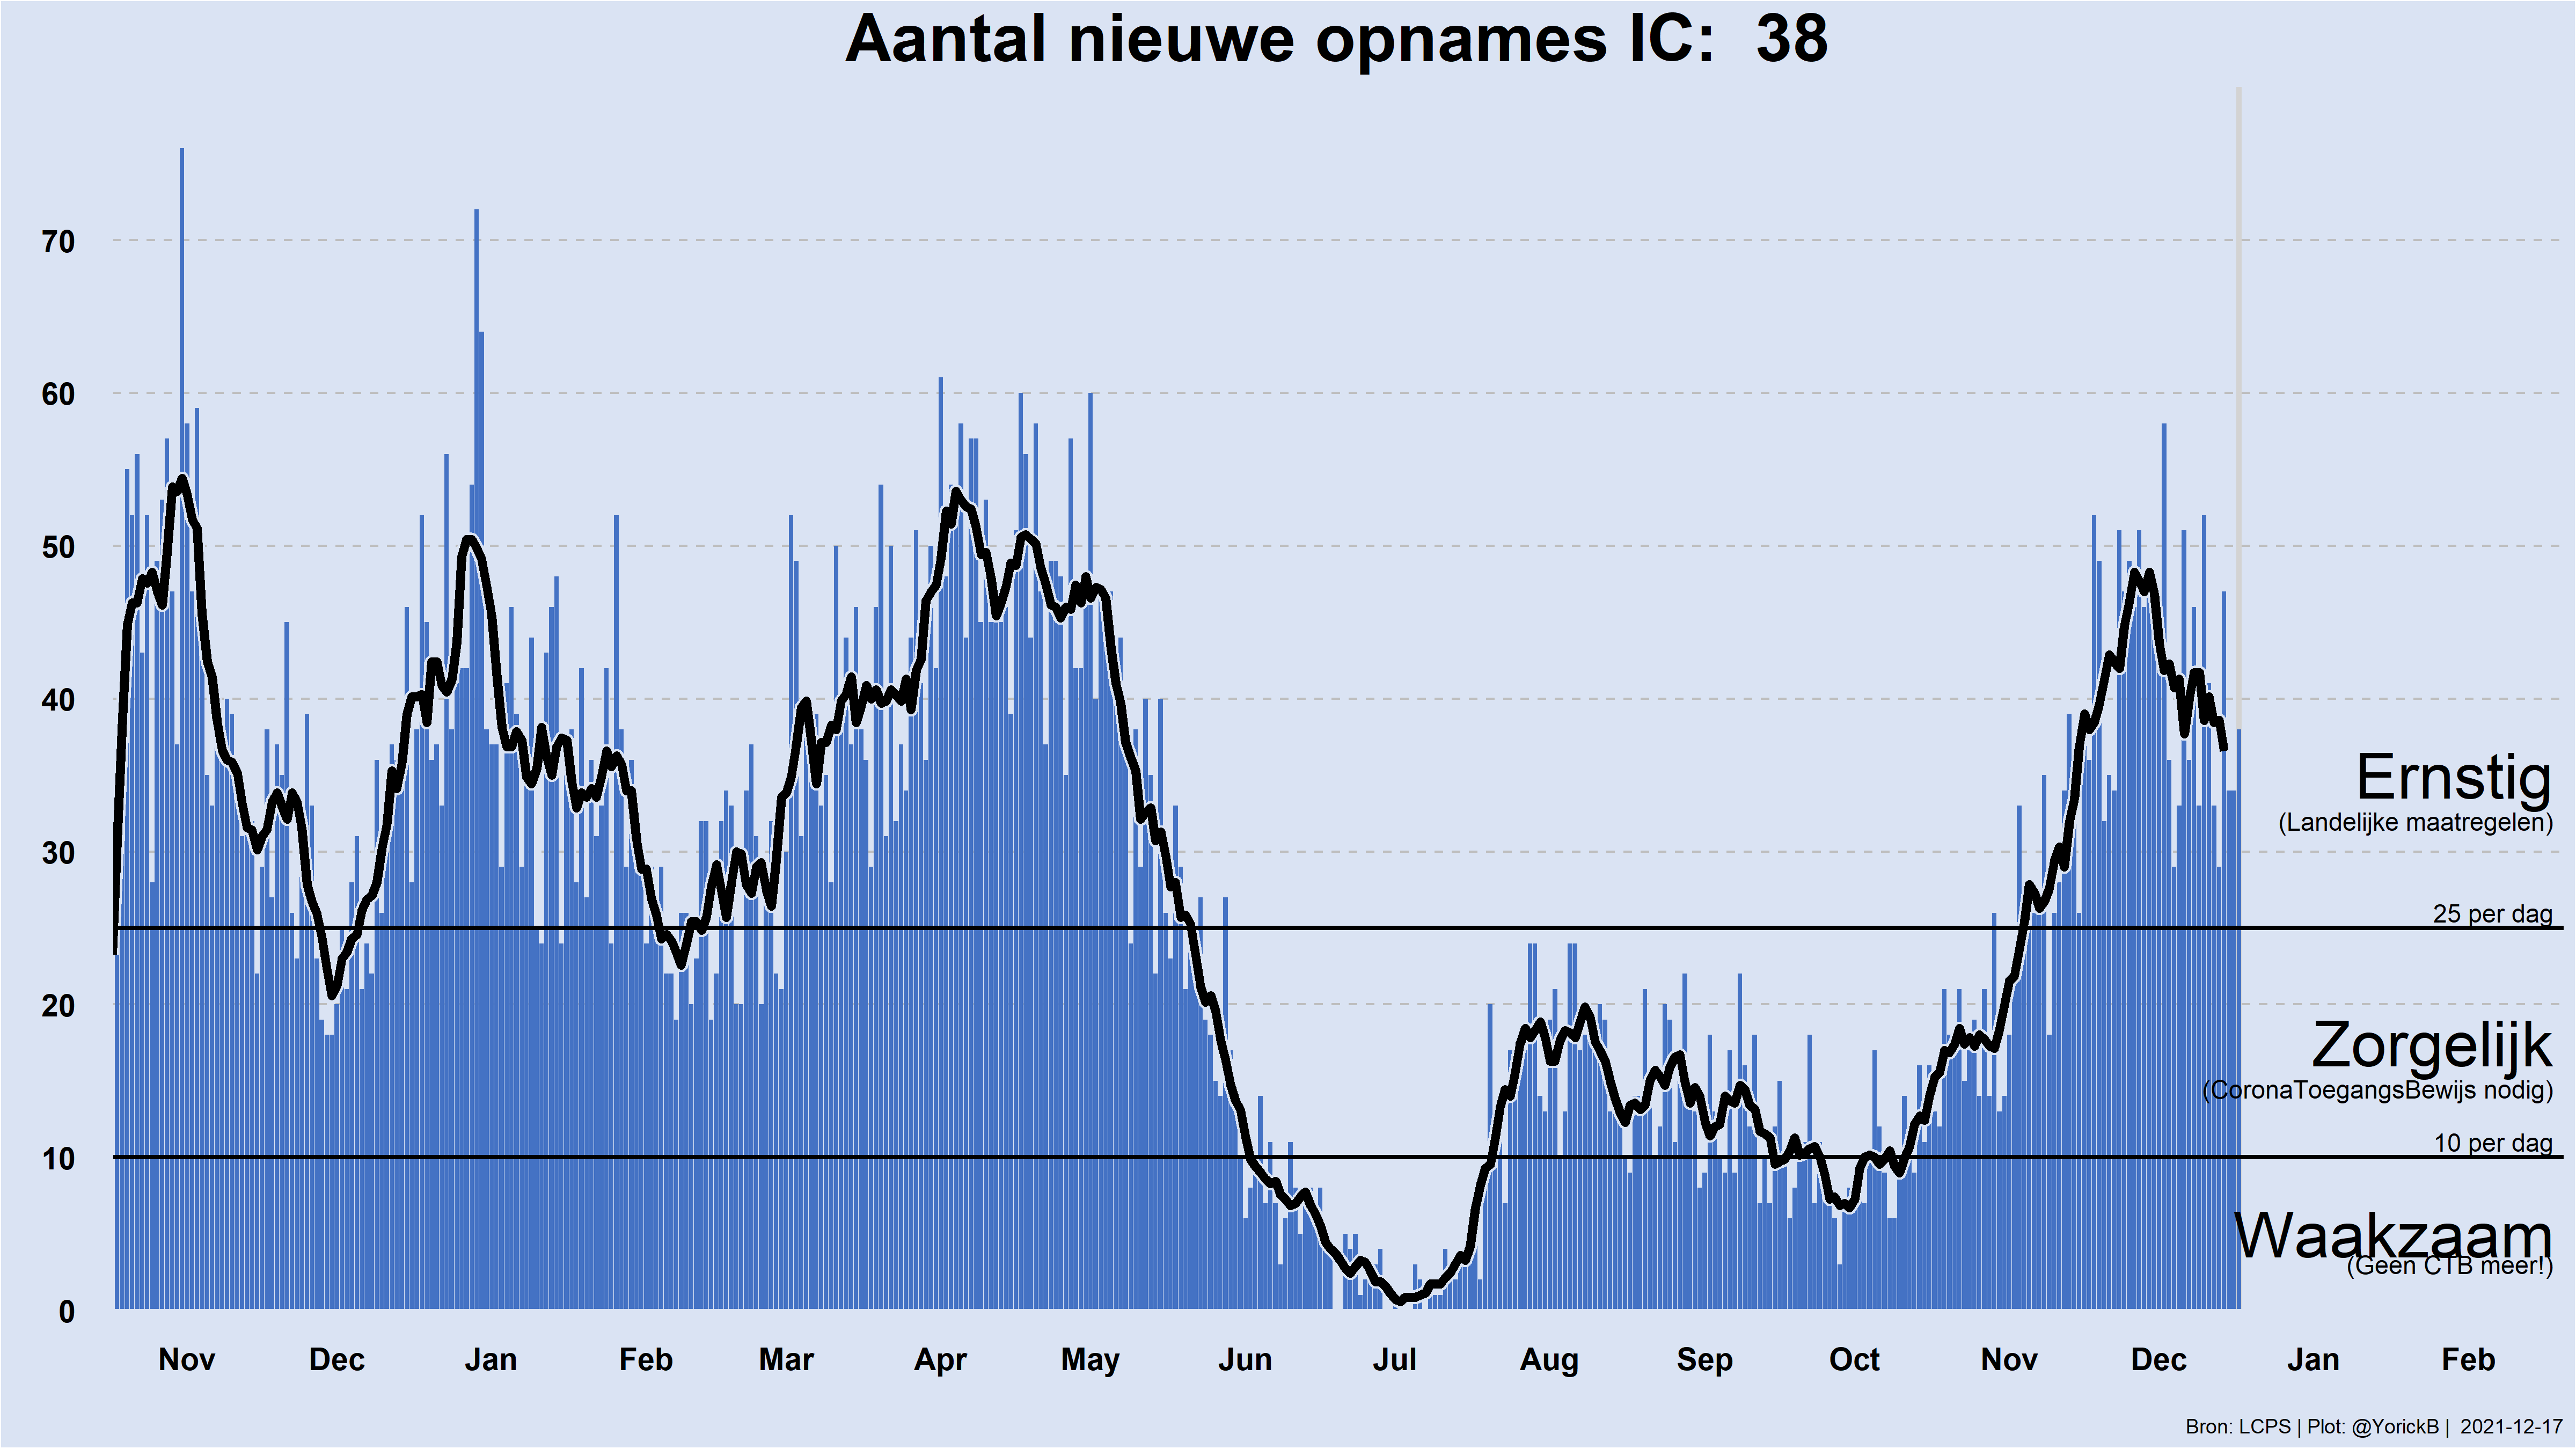 Aantal nieuwe opnames IC: 38
70
60
50
40
30
20
10
0
Ernstig
(Landelijke maatregelen)
25 per dag
Zorgelijk
(CoronaToegangsBewijs nodig)
10 per dag
Waakzaam
(Geen CTB meer!)
Nov Dec Jan Feb Mar Apr May Jun Jul Aug Sep Oct Nov Dec Jan Feb
Bron: LCPS | Plot: @YorickB | 2021-12-17